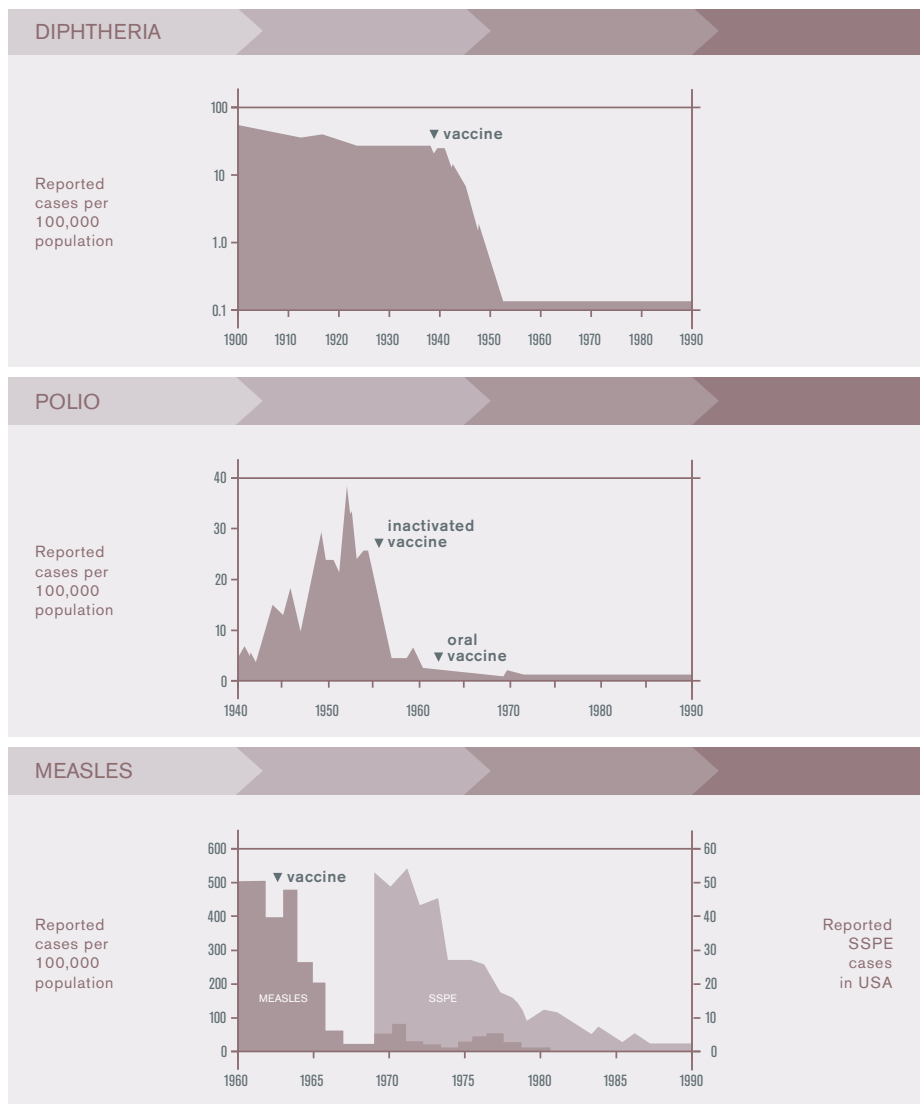 DIPHTHERIA
Reported
cases per
100,000
population
100
10
1.0
0.1
▼ vaccine
1900 1910 1920 1930 1940 1950 1960 1970 1980 1990
POLIO
Reported
cases per
100,000
population
40
30
20
10
0
inactivated
▼ vaccine
oral
▼ vaccine
1940 1950 1960 1970 1980 1990
MEASLES
Reported
cases per
100,000
population
600
500
400
300
200
100
0
▼ vaccine
MEASLES
SSPE
60
50
40
30
20
10
0
Reported
SSPE
cases
in USA
1960 1965 1970 1975 1980 1985 1990